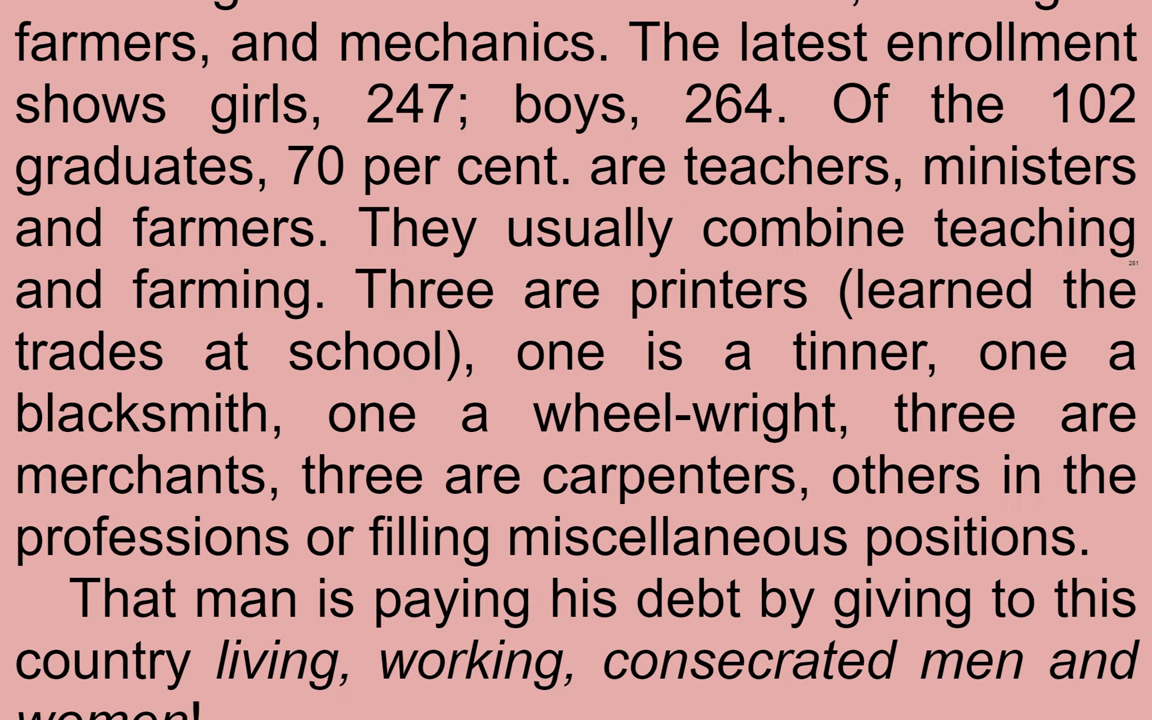 farmers, and mechanics. The latest enrollment
shows girls, 247; boys, 264. Of the 102
graduates, 70 per cent. are teachers, ministers
and farmers. They usually combine teaching
and farming. Three are printers (learned the
281
trades at school), one is a tinner, one a
blacksmith, one a wheel-wright, three are
merchants, three are carpenters, others in the
professions or filling miscellaneous positions.
That man is paying his debt by giving to this
country living, working, consecrated men and
women!